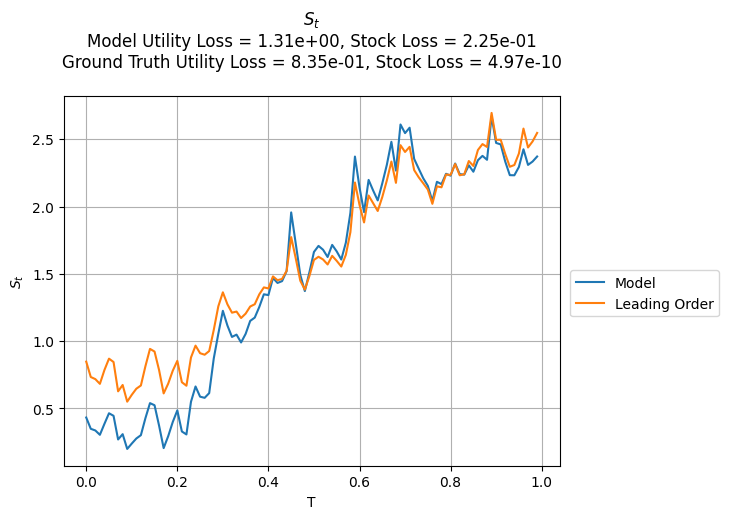 S_t
Model Utility Loss = 1.31e+00, Stock Loss = 2.25e-01
Ground Truth Utility Loss = 8.35e-01, Stock Loss = 4.97e-10
2.5
2.0
1.5
1.0
0.5
S_t
0.0 0.2 0.4 0.6 0.8 1.0
T
Model
Leading Order